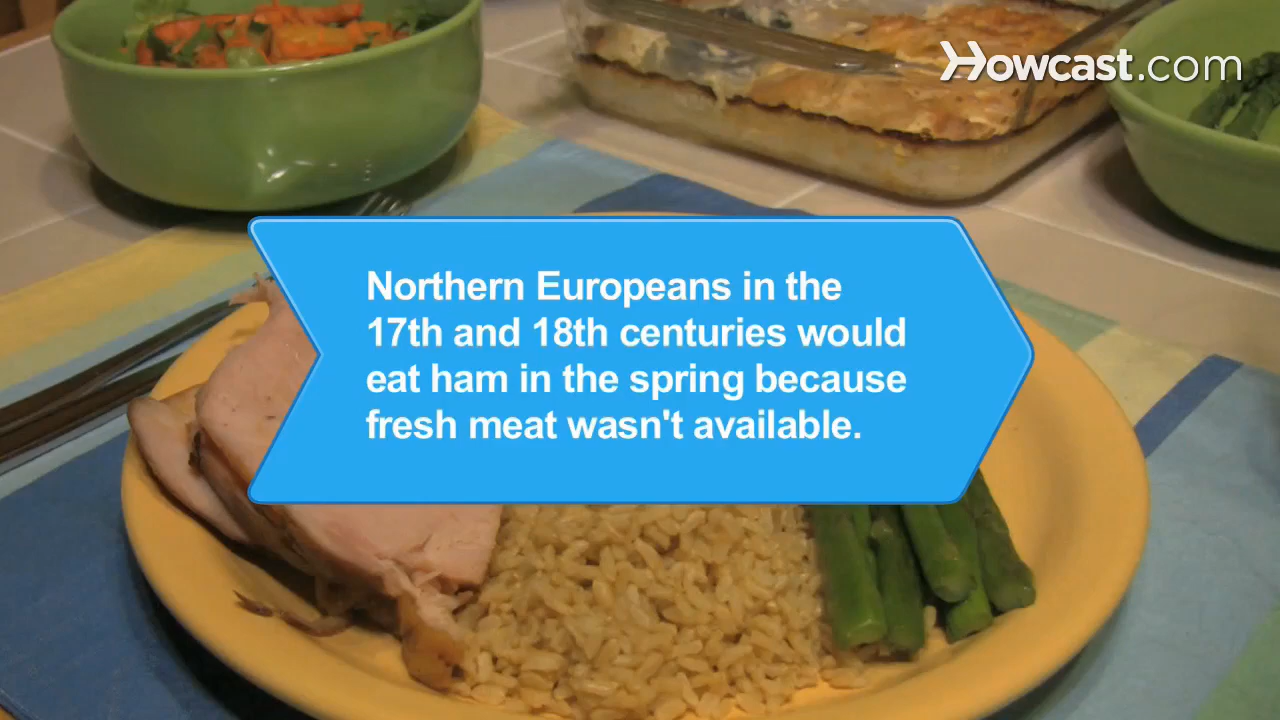 Howcast.com
Northern Europeans in the
17th and 18th centuries would
eat ham in the spring because
fresh meat wasn't available.